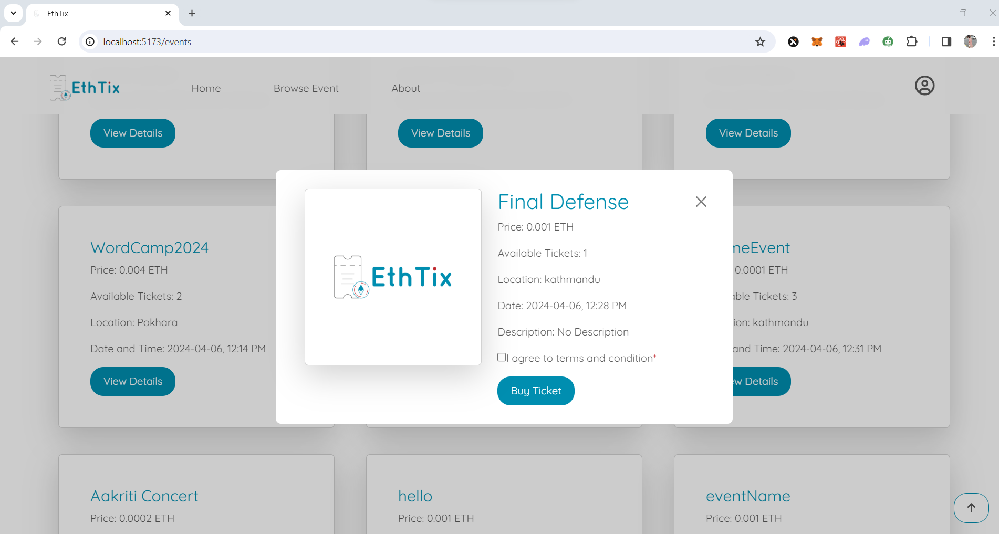 EthTix
localhost:5173/events
EthTix
Home
Browse Event
About
View Details
View Details
View Details
EthTix
Final Defense
Price: 0.001 ETH
Available Tickets: 1
Location: kathmandu
Date: 2024-04-06, 12:28 PM
Description: No Description
I agree to terms and condition*
Buy Ticket
WordCamp2024
Price: 0.004 ETH
Available Tickets: 2
Location: Pokhara
Date and Time: 2024-04-06, 12:14 PM
View Details
meEvent
0.0001 ETH
able Tickets: 3
ion: kathmandu
and Time: 2024-04-06, 12:31 PM
ew Details
Aakriti Concert
Price: 0.0002 ETH
hello
Price: 0.001 ETH
eventName
Price: 0.001 ETH